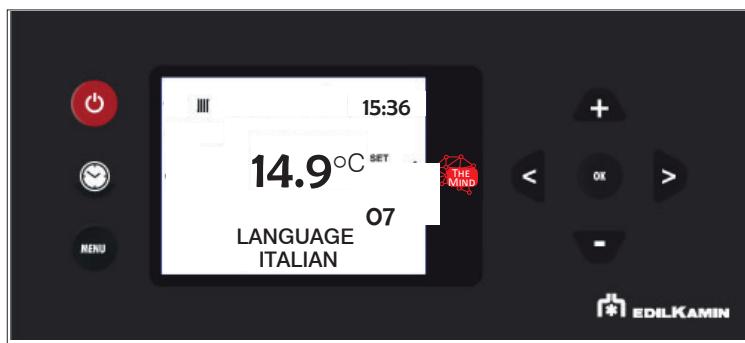 15:36
14.9°C SET
THE
MIND
< OK >
+
07
MENU
LANGUAGE
ITALIAN
-
EDILKAMIN